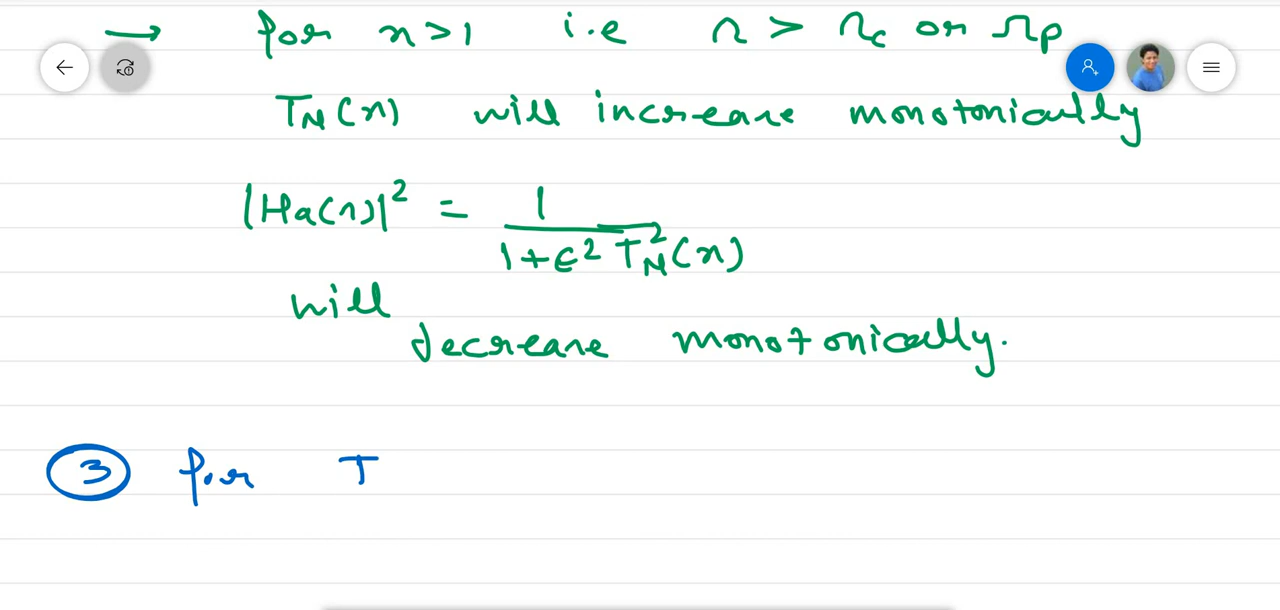 → for x>1 i.e Ω > Ωc or Ωp
TN(x) will increase monotonically
|Ha(Ω)|² = 1 / 1+ϵ² TN²(x)
will
decrease monotonically.
③ for T